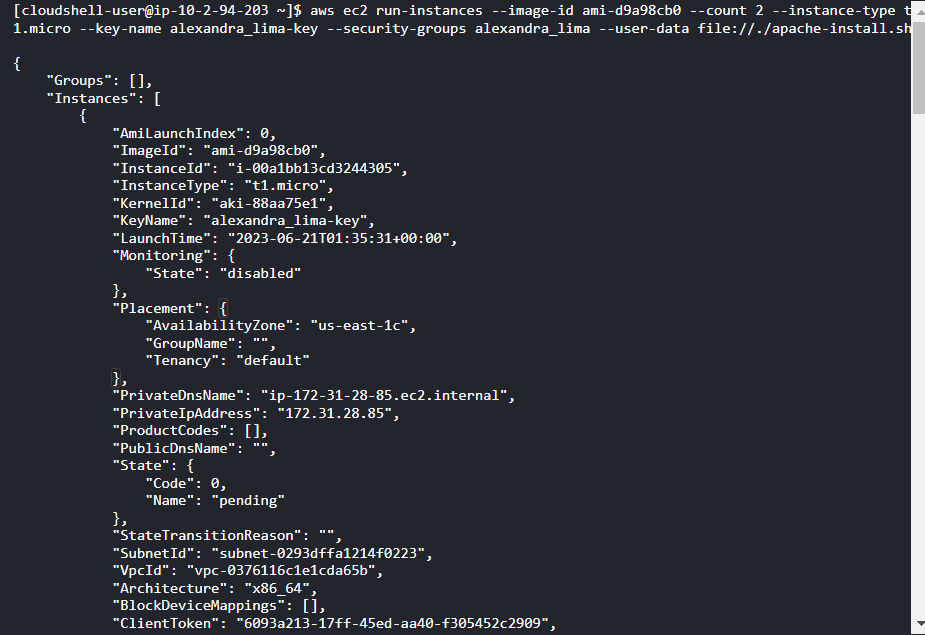 [cloudshell-user@ip-10-2-94-203 ~]$ aws ec2 run-instances --image-id ami-d9a98cb0 --count 2 --instance-type t
1.micro --key-name alexandra_lima-key --security-groups alexandra_lima --user-data file://./apache-install.sh
{
    "Groups": [],
    "Instances": [
        {
            "AmiLaunchIndex": 0,
            "ImageId": "ami-d9a98cb0",
            "InstanceId": "i-00a1bb13cd3244305",
            "InstanceType": "t1.micro",
            "KernelId": "aki-88aa75e1",
            "KeyName": "alexandra_lima-key",
            "LaunchTime": "2023-06-21T01:35:31+00:00",
            "Monitoring": {
                "State": "disabled"
            },
            "Placement": {
                "AvailabilityZone": "us-east-1c",
                "GroupName": "",
                "Tenancy": "default"
            },
            "PrivateDnsName": "ip-172-31-28-85.ec2.internal",
            "PrivateIpAddress": "172.31.28.85",
            "ProductCodes": [],
            "PublicDnsName": "",
            "State": {
                "Code": 0,
                "Name": "pending"
            },
            "StateTransitionReason": "",
            "SubnetId": "subnet-0293dffa1214f0223",
            "VpcId": "vpc-0376116c1e1cda65b",
            "Architecture": "x86_64",
            "BlockDeviceMappings": [],
            "ClientToken": "6093a213-17ff-45ed-aa40-f305452c2909",